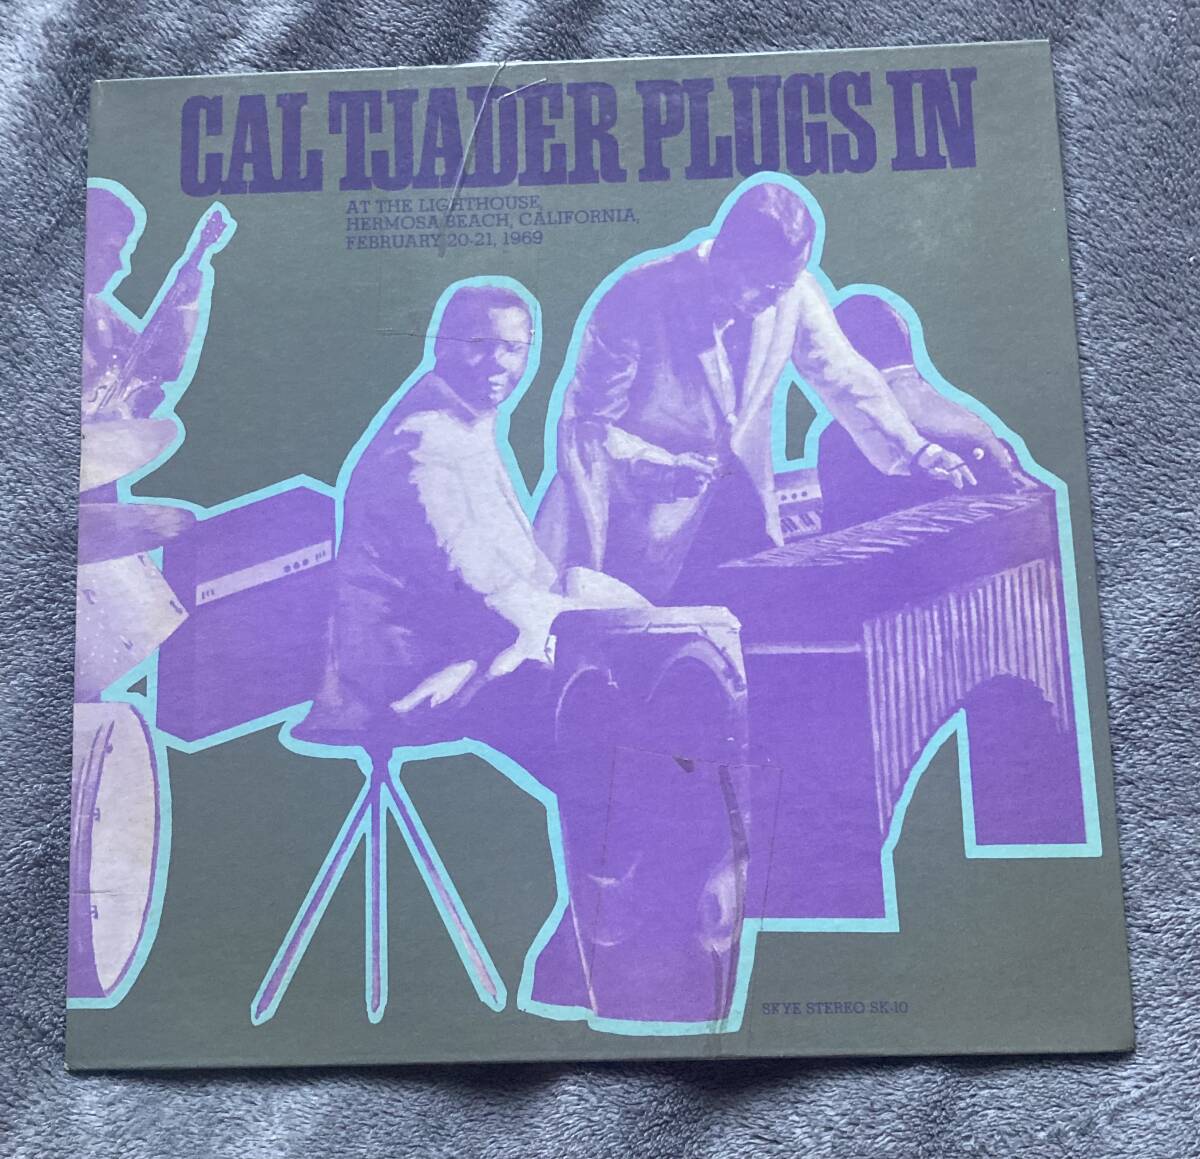 CAL TJADER PLUGS IN
AT THE LIGHTHOUSE,
HERMOSA BEACH, CALIFORNIA,
FEBRUARY 20-21, 1969
SKYE STEREO SK-10